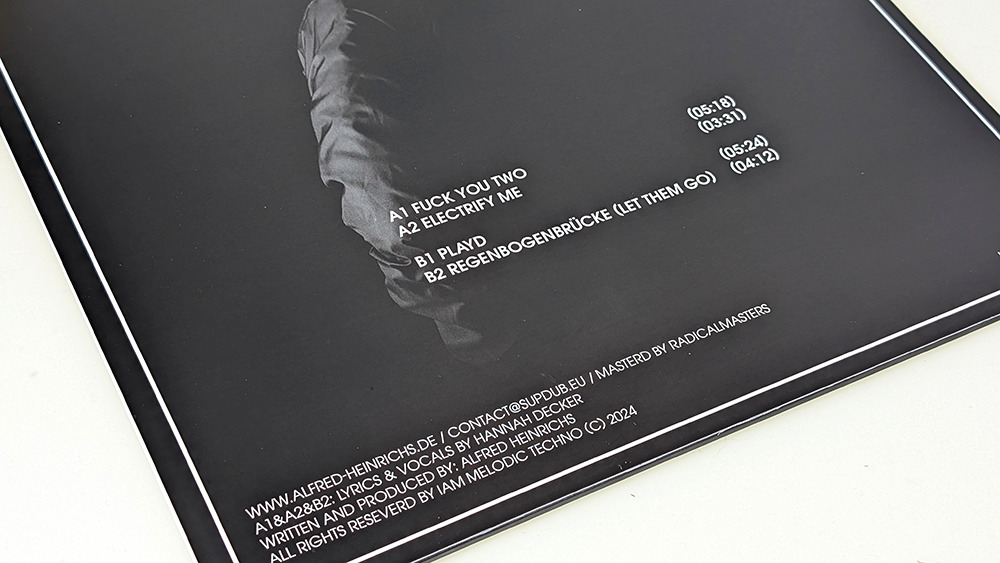 A1 FUCK YOU TWO (05:18)
A2 ELECTRIFY ME (03:31)
B1 PLAYD (05:24)
B2 REGENBOGENBRÜCKE (LET THEM GO) (04:12)
WWW.ALFRED-HEINRICHS.DE / CONTACT@SUPDUB.EU / MASTERD BY RADICALMASTERS
A1&A2&B2: LYRICS & VOCALS BY HANNAH DECKER
WRITTEN AND PRODUCED BY: ALFRED HEINRICHS
ALL RIGHTS RESEVERD BY IAM MELODIC TECHNO (C) 2024